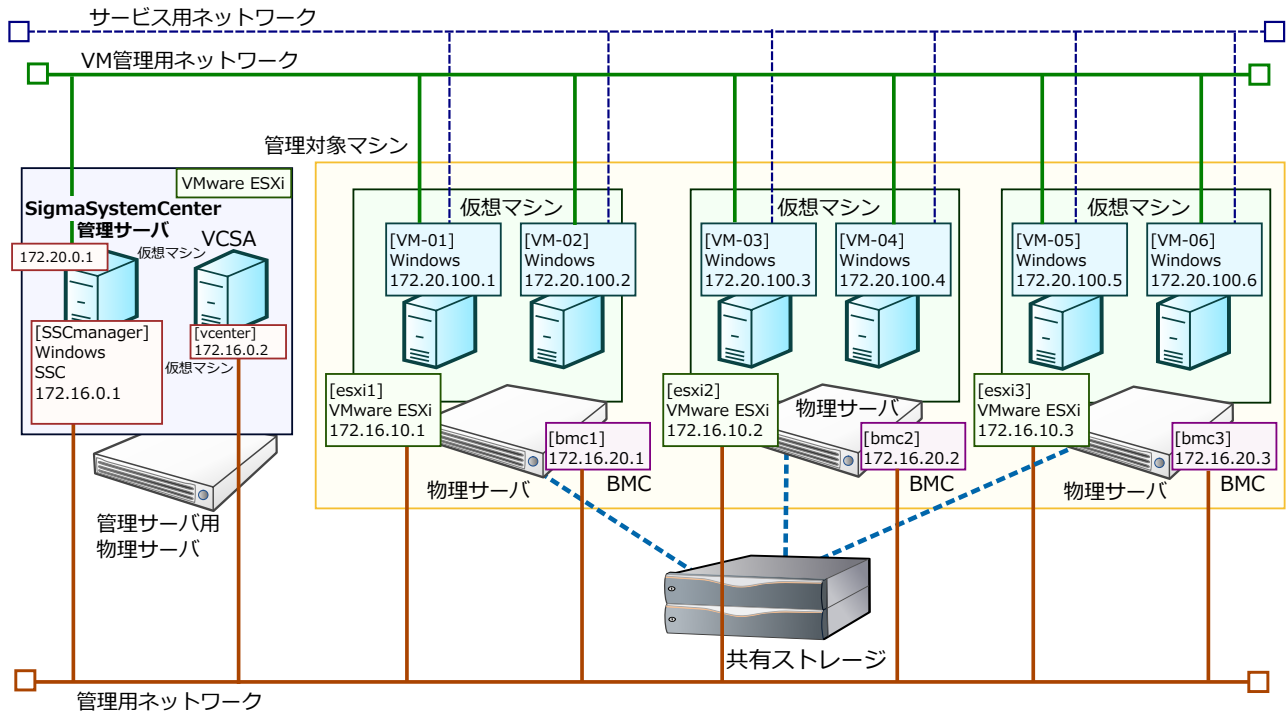 サービス用ネットワーク
VM管理用ネットワーク
管理対象マシン
VMware ESXi
SigmaSystemCenter
管理サーバ
172.20.0.1
仮想マシン
VCSA
[SSCmanager]
Windows
SSC
172.16.0.1
[vcenter]
172.16.0.2
仮想マシン
管理サーバ用
物理サーバ
仮想マシン
[VM-01]
Windows
172.20.100.1
[VM-02]
Windows
172.20.100.2
[esxi1]
VMware ESXi
172.16.10.1
[bmc1]
172.16.20.1
物理サーバ
BMC
仮想マシン
[VM-03]
Windows
172.20.100.3
[VM-04]
Windows
172.20.100.4
[esxi2]
VMware ESXi
172.16.10.2
物理サーバ
[bmc2]
172.16.20.2
BMC
仮想マシン
[VM-05]
Windows
172.20.100.5
[VM-06]
Windows
172.20.100.6
[esxi3]
VMware ESXi
172.16.10.3
[bmc3]
172.16.20.3
物理サーバ
BMC
共有ストレージ
管理用ネットワーク